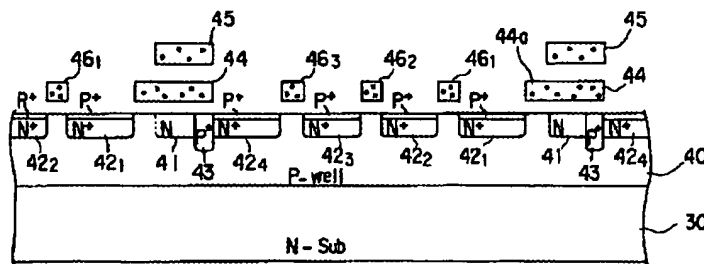 45 45
46₁ 44 46₃ 46₂ 46₁ 44a 44
P⁺ P⁺ P⁺ P⁺ P⁺ P⁺
N⁺ N⁺ N P⁺ N⁺ N⁺ N⁺ N⁺ N P⁺ N⁺
42₂ 42₁ 41 43 42₄ 42₃ 42₂ 42₁ 41 43 42₄ 40
P-well
30
N-Sub